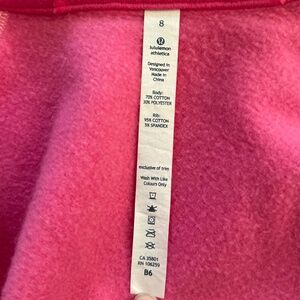 8
lululemon
athletica
Designed in
Vancouver
Made in
China
Body:
70% COTTON
30% POLYESTER
Rib:
95% COTTON
5% SPANDEX
exclusive of trim
Wash With Like
Colours Only
CA 35801
RN 106259
B6